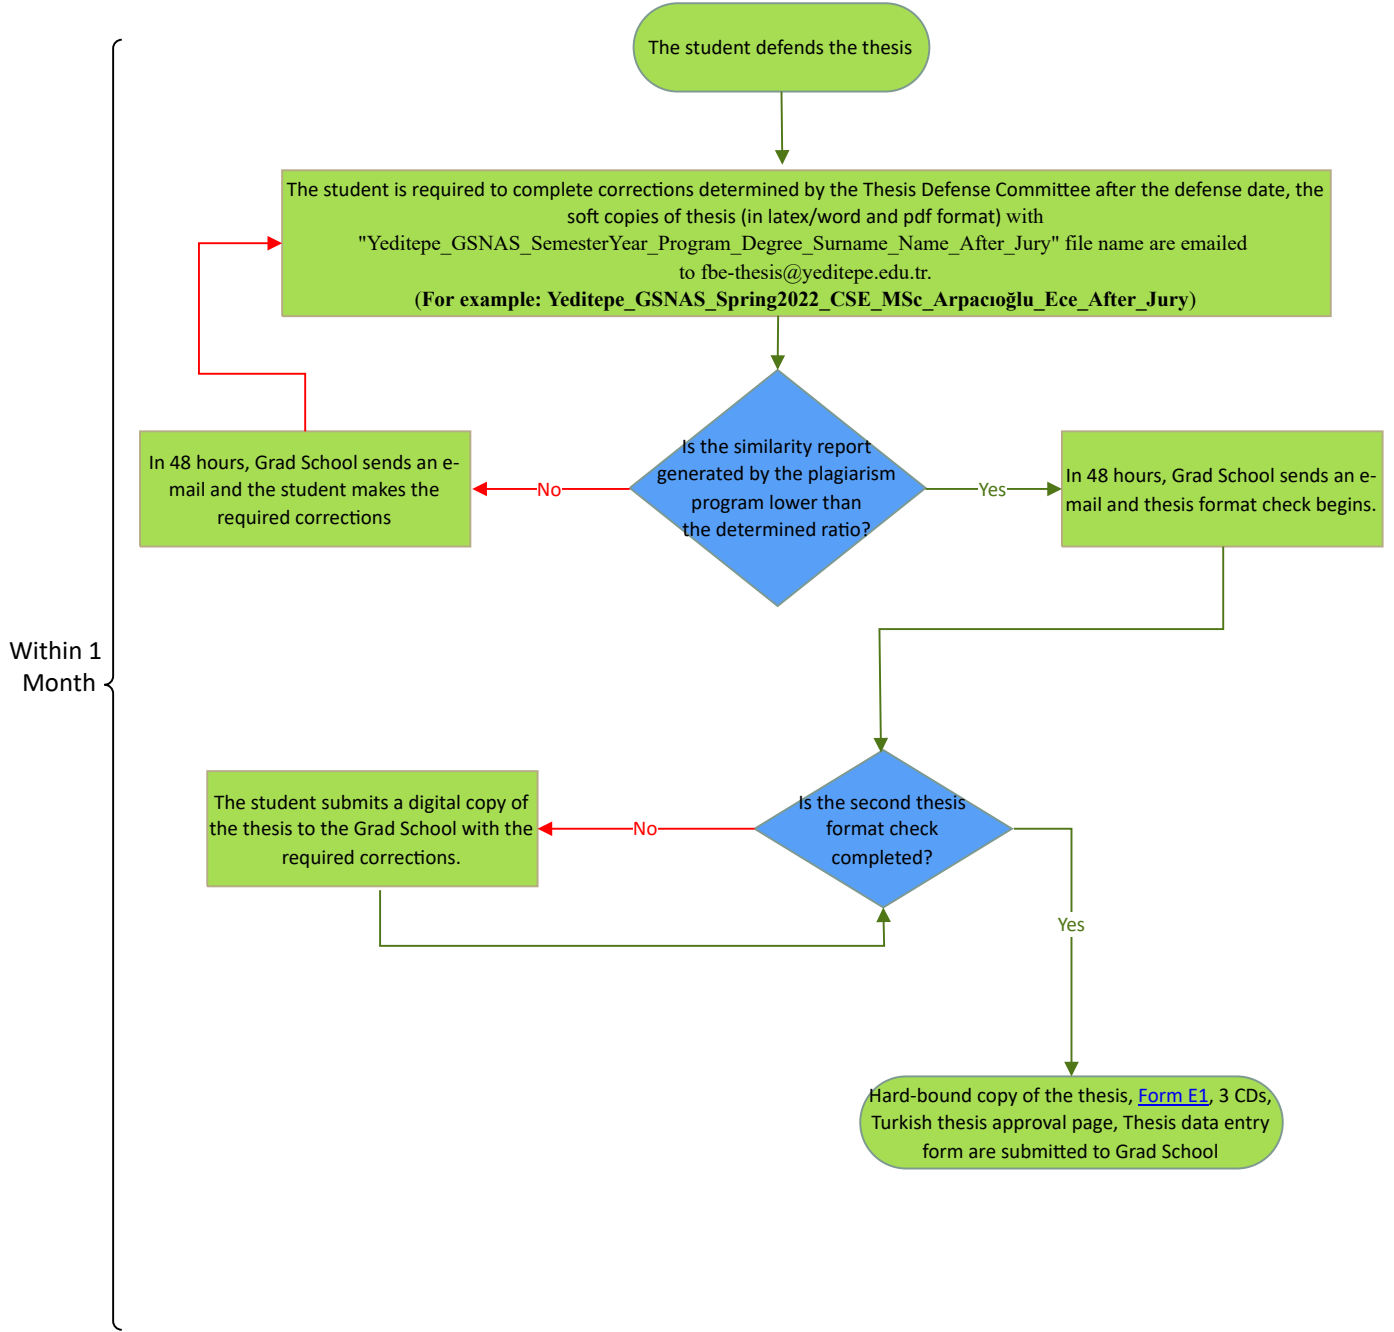 The student defends the thesis
The student is required to complete corrections determined by the Thesis Defense Committee after the defense date, the
soft copies of thesis (in latex/word and pdf format) with
"Yeditepe_GSNAS_SemesterYear_Program_Degree_Surname_Name_After_Jury" file name are emailed
to fbe-thesis@yeditepe.edu.tr.
(For example: Yeditepe_GSNAS_Spring2022_CSE_MSc_Arpacıoğlu_Ece_After_Jury)
In 48 hours, Grad School sends an e-
mail and the student makes the
required corrections
No
Is the similarity report
generated by the plagiarism
program lower than
the determined ratio?
Yes
In 48 hours, Grad School sends an e-
mail and thesis format check begins.
Within 1
Month
The student submits a digital copy of
the thesis to the Grad School with the
required corrections.
No
Is the second thesis
format check
completed?
Yes
Hard-bound copy of the thesis, Form E1, 3 CDs,
Turkish thesis approval page, Thesis data entry
form are submitted to Grad School